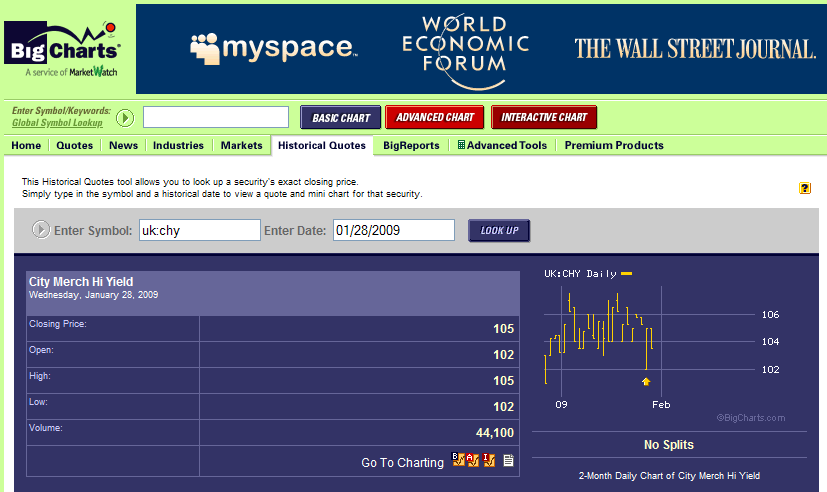 BigCharts
A service of MarketWatch
myspace
WORLD
ECONOMIC
FORUM
THE WALL STREET JOURNAL.
Enter Symbol/Keywords:
Global Symbol Lookup
BASIC CHART
ADVANCED CHART
INTERACTIVE CHART
Home
Quotes
News
Industries
Markets
Historical Quotes
BigReports
Advanced Tools
Premium Products
This Historical Quotes tool allows you to look up a security's exact closing price.
Simply type in the symbol and a historical date to view a quote and mini chart for that security.
?
Enter Symbol: uk:chy Enter Date: 01/28/2009 LOOK UP
City Merch Hi Yield
Wednesday, January 28, 2009
Closing Price: 105
Open: 102
High: 105
Low: 102
Volume: 44,100
Go To Charting B A I
UK:CHY Daily
106
104
102
09 Feb
©BigCharts.com
No Splits
2-Month Daily Chart of City Merch Hi Yield